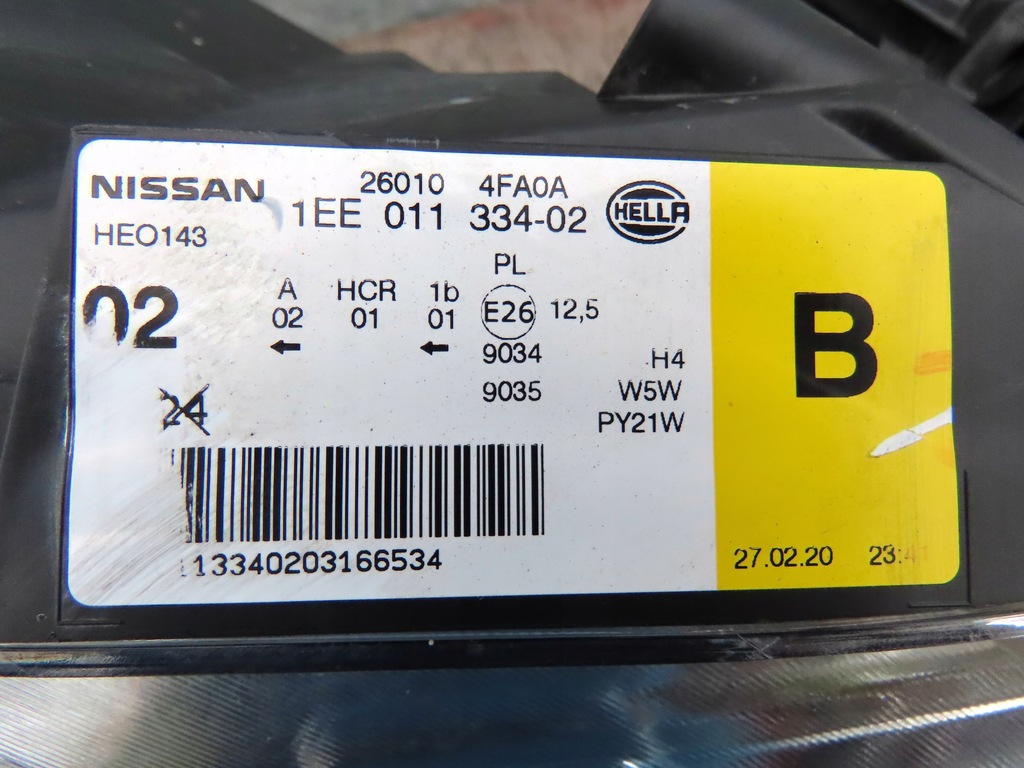 NISSAN 26010 4FA0A
1EE 011 334-02 HELLA
HEO143
PL
02 A HCR 1b E26 12,5
02 01 01
← ←
9034 H4
9035 W5W
24 PY21W
B
13340203166534
27.02.20